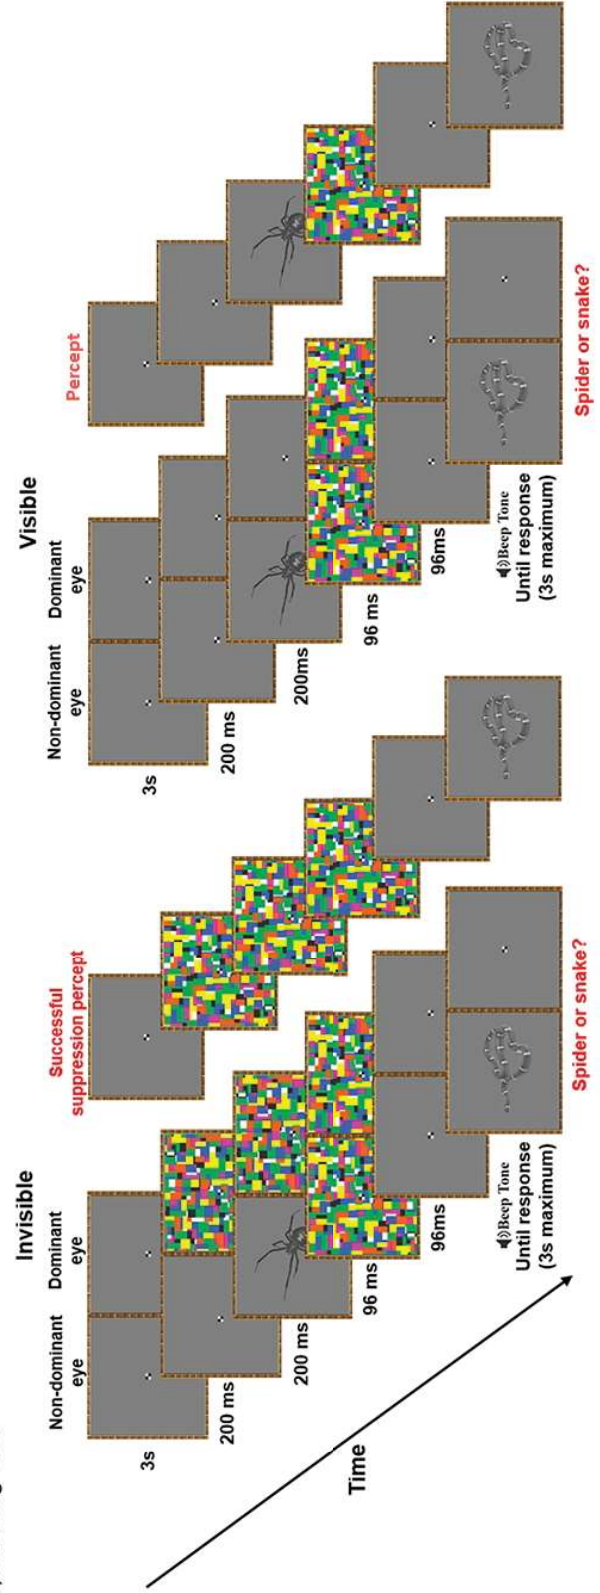 Invisible
Non-dominant
eye
Dominant
eye
Successful
suppression percept
3s
200 ms
200 ms
96 ms
96ms
Beep Tone
Until response
(3s maximum)
Spider or snake?
Time
Visible
Non-dominant
eye
Dominant
eye
Percept
3s
200 ms
200ms
96 ms
96ms
Beep Tone
Until response
(3s maximum)
Spider or snake?